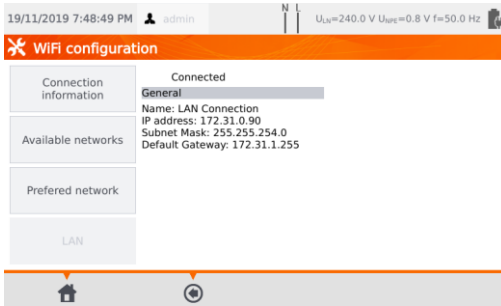 19/11/2019 7:48:49 PM admin N L ULN=240.0 V UNPE=0.8 V f=50.0 Hz
WiFi configuration
Connection
information
Available networks
Prefered network
LAN
Connected
General
Name: LAN Connection
IP address: 172.31.0.90
Subnet Mask: 255.255.254.0
Default Gateway: 172.31.1.255